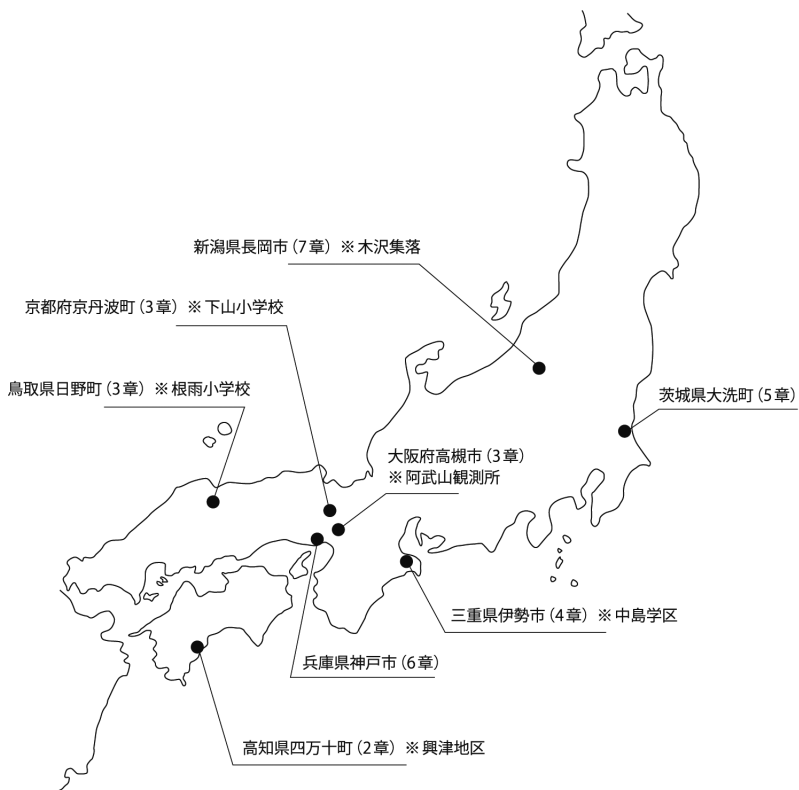 新潟県長岡市（7章）※木沢集落
京都府京丹波町（3章）※下山小学校
鳥取県日野町（3章）※根雨小学校
茨城県大洗町（5章）
大阪府高槻市（3章）
※阿武山観測所
三重県伊勢市（4章）※中島学区
兵庫県神戸市（6章）
高知県四万十町（2章）※興津地区